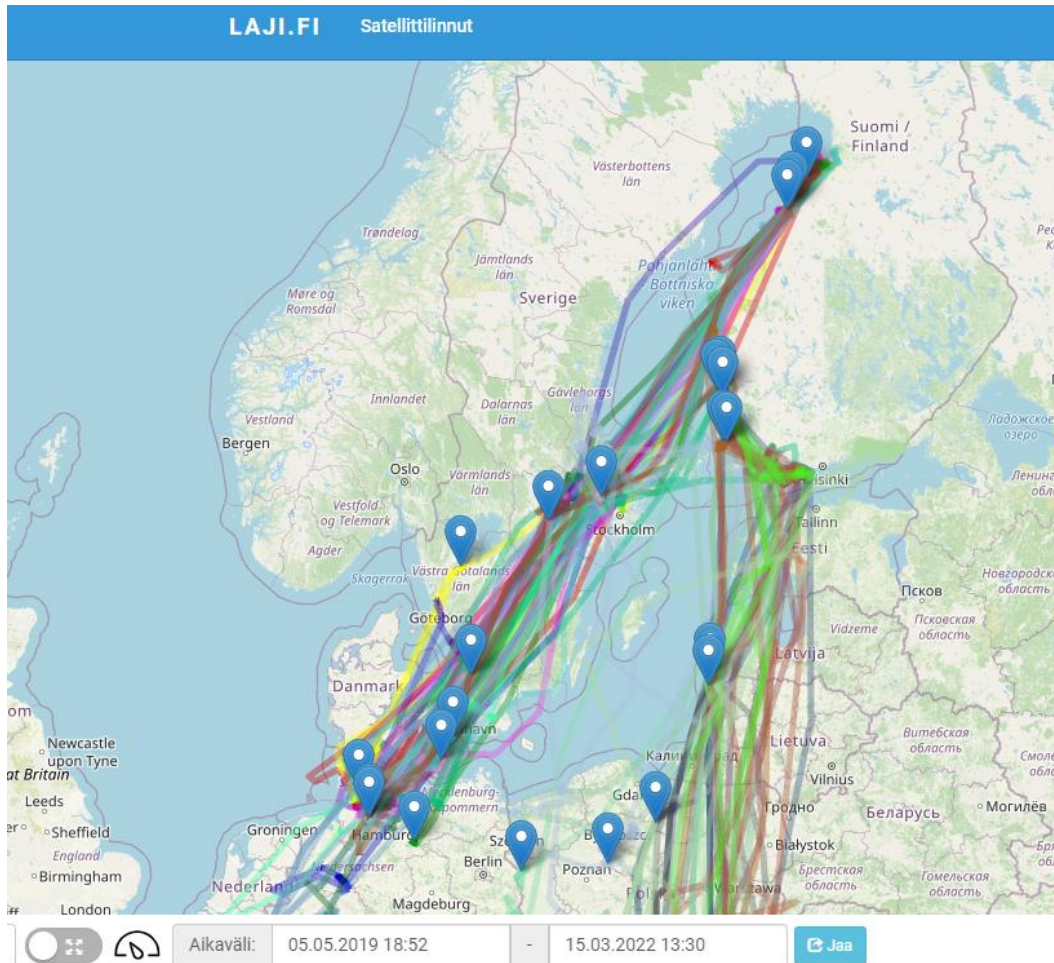 LAJI.FI Satellittilinnut
Suomi /
Finland
Västerbottens
län
Trøndelag
Jämtlands
län
Pohjanlahti
Bottniska
viken
Møre og
Romsdal
Sverige
Innlandet
Dalarnas
län
Gävleborgs
län
Vestland
Bergen
Oslo
Värmlands
län
Ладожское
озеро
Vestfold
og Telemark
Stockholm
Tallinn
Eesti
Agder
Skagerrak
Västra Götalands
län
Псков
Новгородская
область
Göteborg
Vidzeme
Псковская
область
Latvija
Danmark
Newcastle
upon Tyne
at Britain
Lietuva
Витебская
область
Leeds
Vilnius
Гродно
Sheffield
England
Birmingham
Groningen
Hamburg
Mecklenburg-
Berlin
Poznań
Беларусь
Могилёв
Białystok
Брестская
область
Гомельская
область
Nederland
Niedersachsen
Magdeburg
Warszawa
London
Aikaväli: 05.05.2019 18:52 - 15.03.2022 13:30 Jaa